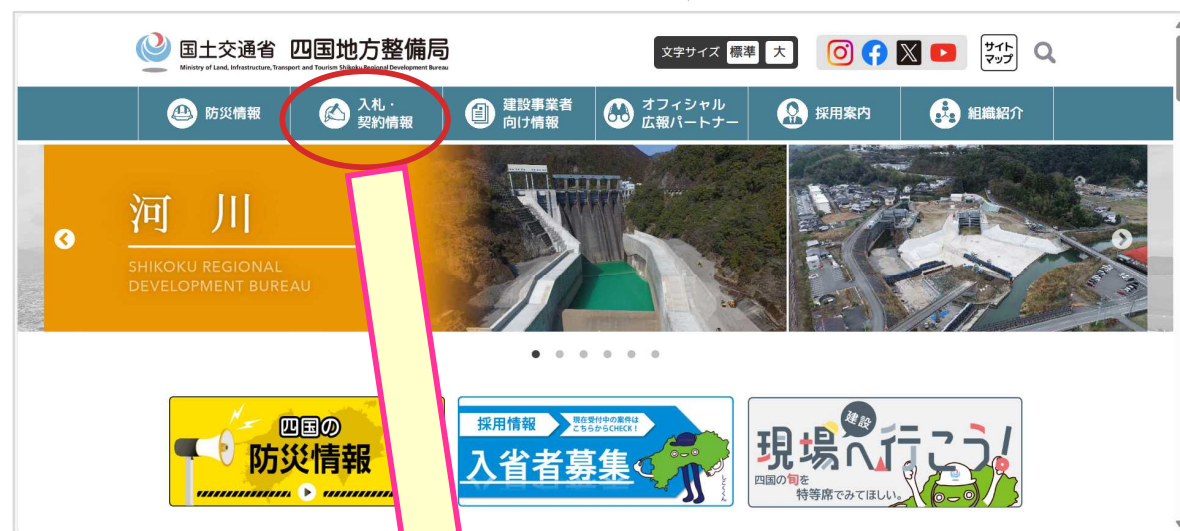 国土交通省 四国地方整備局
Ministry of Land, Infrastructure, Transport and Tourism Shikoku Regional Development Bureau
文字サイズ 標準 大
サイト
マップ
防災情報
入札・
契約情報
建設事業者
向け情報
オフィシャル
広報パートナー
採用案内
組織紹介
河 川
SHIKOKU REGIONAL
DEVELOPMENT BUREAU
四国の
防災情報
採用情報
現在受付中の案件は
こちらからCHECK!
入省者募集
しこくくん
建設
現場へ行こう!
四国の旬を
特等席でみてほしい。